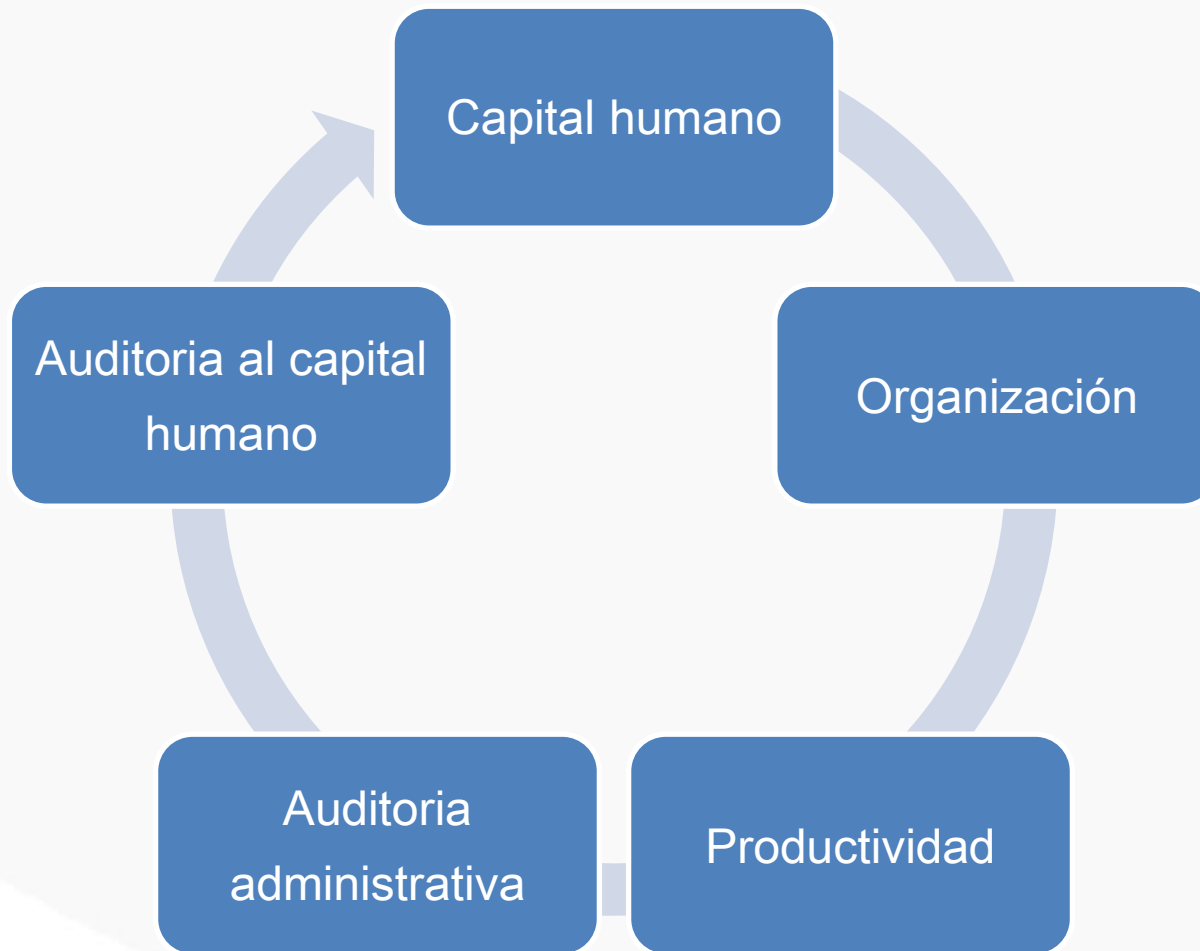 Capital humano
Organización
Productividad
Auditoria
administrativa
Auditoria al capital
humano